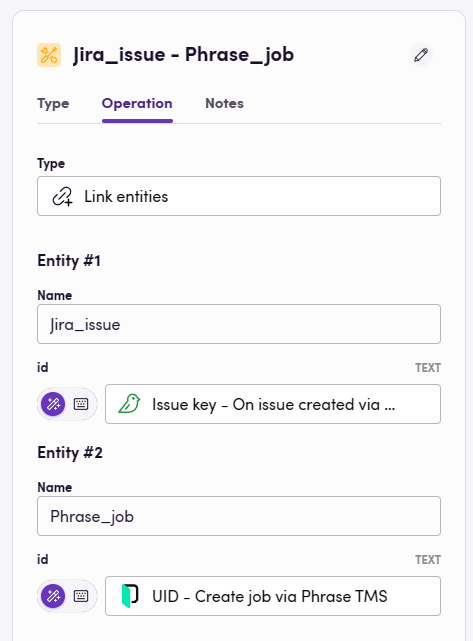 Jira_issue - Phrase_job
Type Operation Notes
Type
Link entities
Entity #1
Name
Jira_issue
id TEXT
Issue key - On issue created via ...
Entity #2
Name
Phrase_job
id TEXT
UID - Create job via Phrase TMS